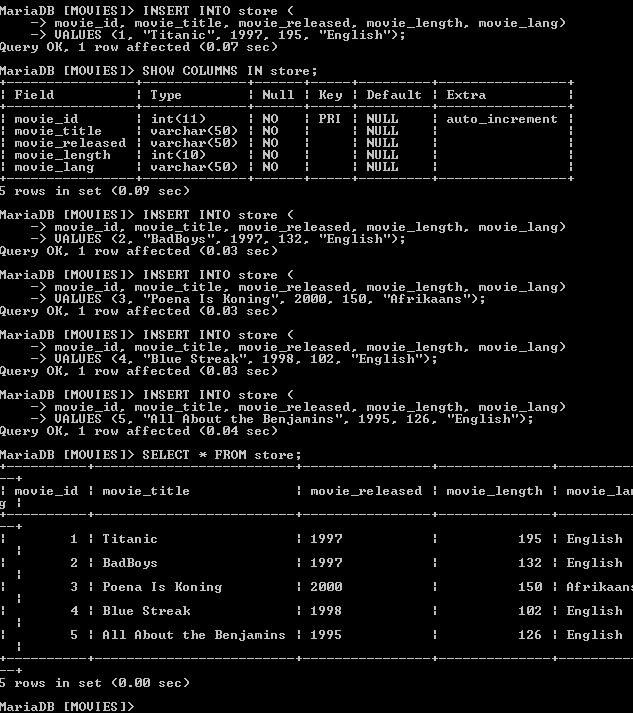 MariaDB [MOVIES]> INSERT INTO store (
    -> movie_id, movie_title, movie_released, movie_length, movie_lang)
    -> VALUES (1, "Titanic", 1997, 195, "English");
Query OK, 1 row affected (0.07 sec)

MariaDB [MOVIES]> SHOW COLUMNS IN store;
+----------------+-------------+------+-----+---------+----------------+
| Field          | Type        | Null | Key | Default | Extra          |
+----------------+-------------+------+-----+---------+----------------+
| movie_id       | int(11)     | NO   | PRI | NULL    | auto_increment |
| movie_title    | varchar(50) | NO   |     | NULL    |                |
| movie_released | varchar(50) | NO   |     | NULL    |                |
| movie_length   | int(10)     | NO   |     | NULL    |                |
| movie_lang     | varchar(50) | NO   |     | NULL    |                |
+----------------+-------------+------+-----+---------+----------------+
5 rows in set (0.09 sec)

MariaDB [MOVIES]> INSERT INTO store (
    -> movie_id, movie_title, movie_released, movie_length, movie_lang)
    -> VALUES (2, "BadBoys", 1997, 132, "English");
Query OK, 1 row affected (0.03 sec)

MariaDB [MOVIES]> INSERT INTO store (
    -> movie_id, movie_title, movie_released, movie_length, movie_lang)
    -> VALUES (3, "Poena Is Koning", 2000, 150, "Afrikaans");
Query OK, 1 row affected (0.03 sec)

MariaDB [MOVIES]> INSERT INTO store (
    -> movie_id, movie_title, movie_released, movie_length, movie_lang)
    -> VALUES (4, "Blue Streak", 1998, 102, "English");
Query OK, 1 row affected (0.03 sec)

MariaDB [MOVIES]> INSERT INTO store (
    -> movie_id, movie_title, movie_released, movie_length, movie_lang)
    -> VALUES (5, "All About the Benjamins", 1995, 126, "English");
Query OK, 1 row affected (0.04 sec)

MariaDB [MOVIES]> SELECT * FROM store;
+----------+-------------------------+----------------+--------------+--------
--+
| movie_id | movie_title             | movie_released | movie_length | movie_lan
g |
+----------+-------------------------+----------------+--------------+--------
--+
|        1 | Titanic                 | 1997           |          195 | English
  |
|        2 | BadBoys                 | 1997           |          132 | English
  |
|        3 | Poena Is Koning         | 2000           |          150 | Afrikaans
  |
|        4 | Blue Streak             | 1998           |          102 | English
  |
|        5 | All About the Benjamins | 1995           |          126 | English
  |
+----------+-------------------------+----------------+--------------+--------
--+
5 rows in set (0.00 sec)

MariaDB [MOVIES]>